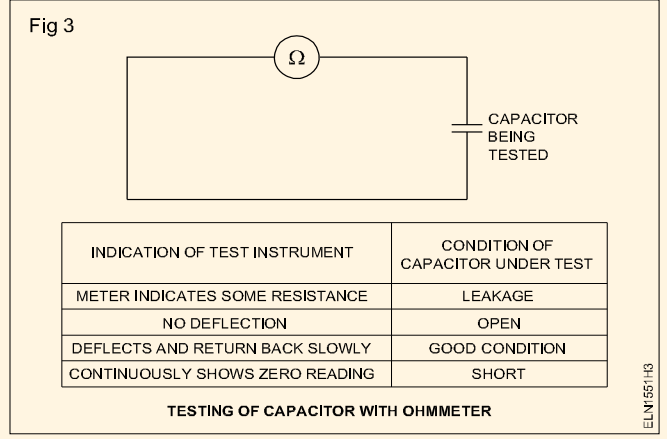 Fig 3
Ω
CAPACITOR
BEING
TESTED
INDICATION OF TEST INSTRUMENT
CONDITION OF
CAPACITOR UNDER TEST
METER INDICATES SOME RESISTANCE
LEAKAGE
NO DEFLECTION
OPEN
DEFLECTS AND RETURN BACK SLOWLY
GOOD CONDITION
CONTINUOUSLY SHOWS ZERO READING
SHORT
TESTING OF CAPACITOR WITH OHMMETER
ELN1551H3